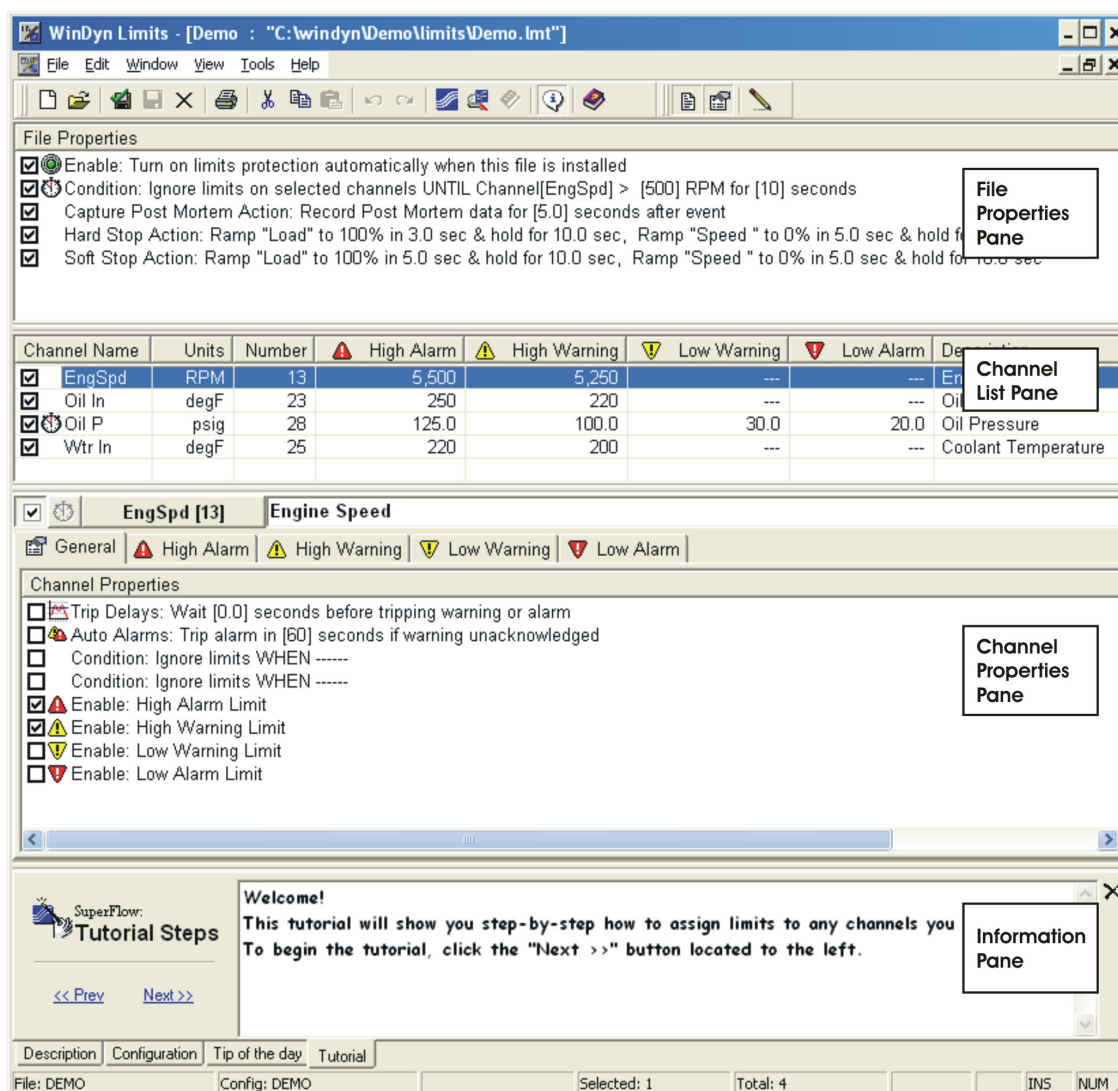 WinDyn Limits - [Demo : "C:\windyn\Demo\limits\Demo.lmt"]
File Edit Window View Tools Help
File Properties
Enable: Turn on limits protection automatically when this file is installed
Condition: Ignore limits on selected channels UNTIL Channel[EngSpd] > [500] RPM for [10] seconds
Capture Post Mortem Action: Record Post Mortem data for [5.0] seconds after event
Hard Stop Action: Ramp "Load" to 100% in 3.0 sec & hold for 10.0 sec, Ramp "Speed " to 0% in 5.0 sec & hold
Soft Stop Action: Ramp "Load" to 100% in 5.0 sec & hold for 10.0 sec, Ramp "Speed " to 0% in 5.0 sec & hold for 10.0 sec
File
Properties
Pane
Channel Name Units Number High Alarm High Warning Low Warning Low Alarm
EngSpd RPM 13 5,500 5,250 --- ---
Oil In degF 23 250 220 --- ---
Oil P psig 28 125.0 100.0 30.0 20.0 Oil Pressure
Wtr In degF 25 220 200 --- --- Coolant Temperature
Channel
List Pane
EngSpd [13] Engine Speed
General High Alarm High Warning Low Warning Low Alarm
Channel Properties
Trip Delays: Wait [0.0] seconds before tripping warning or alarm
Auto Alarms: Trip alarm in [60] seconds if warning unacknowledged
Condition: Ignore limits WHEN ------
Condition: Ignore limits WHEN ------
Enable: High Alarm Limit
Enable: High Warning Limit
Enable: Low Warning Limit
Enable: Low Alarm Limit
Channel
Properties
Pane
SuperFlow:
Tutorial Steps
<< Prev Next >>
Welcome!
This tutorial will show you step-by-step how to assign limits to any channels you
To begin the tutorial, click the "Next >>" button located to the left.
Information
Pane
Description Configuration Tip of the day Tutorial
File: DEMO Config: DEMO Selected: 1 Total: 4 INS NUM